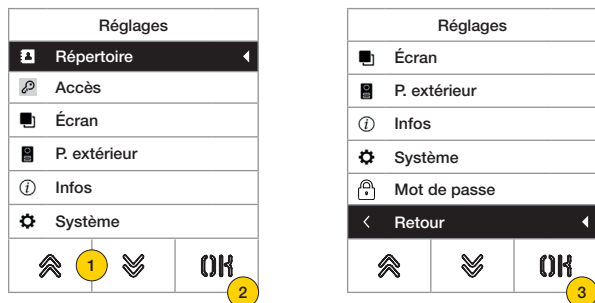 Réglages
Répertoire
Accès
Écran
P. extérieur
Infos
Système
1
OK
2
Réglages
Écran
P. extérieur
Infos
Système
Mot de passe
Retour
OK
3